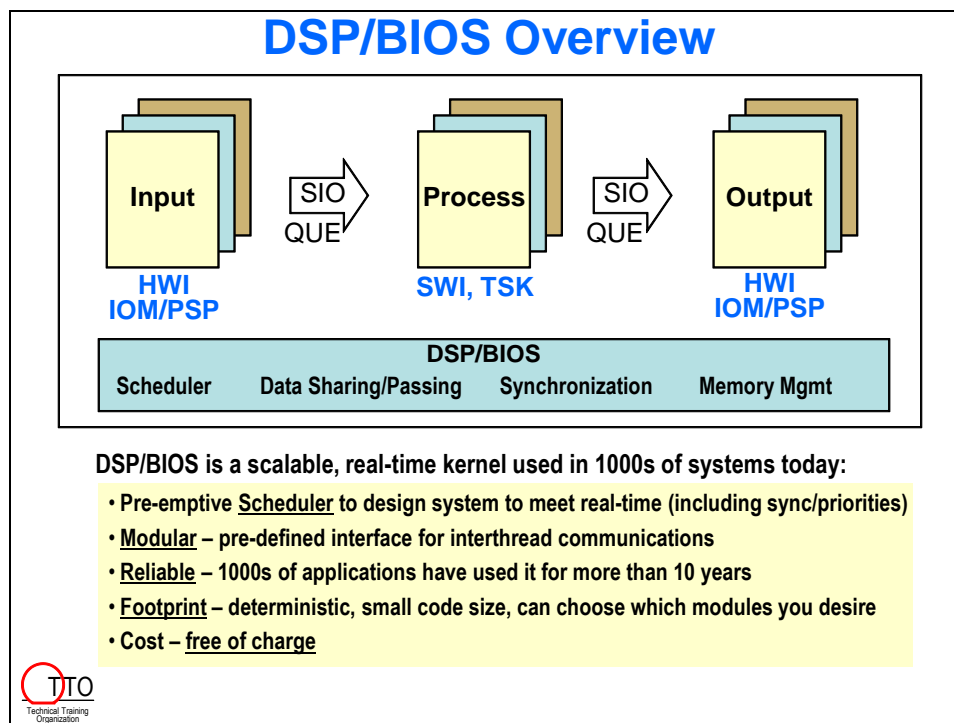 DSP/BIOS Overview
Input
SIO
QUE
Process
SIO
QUE
Output
HWI
IOM/PSP
SWI, TSK
HWI
IOM/PSP
DSP/BIOS
Scheduler Data Sharing/Passing Synchronization Memory Mgmt
DSP/BIOS is a scalable, real-time kernel used in 1000s of systems today:
• Pre-emptive Scheduler to design system to meet real-time (including sync/priorities)
• Modular – pre-defined interface for interthread communications
• Reliable – 1000s of applications have used it for more than 10 years
• Footprint – deterministic, small code size, can choose which modules you desire
• Cost – free of charge
TTO
Technical Training
Organization